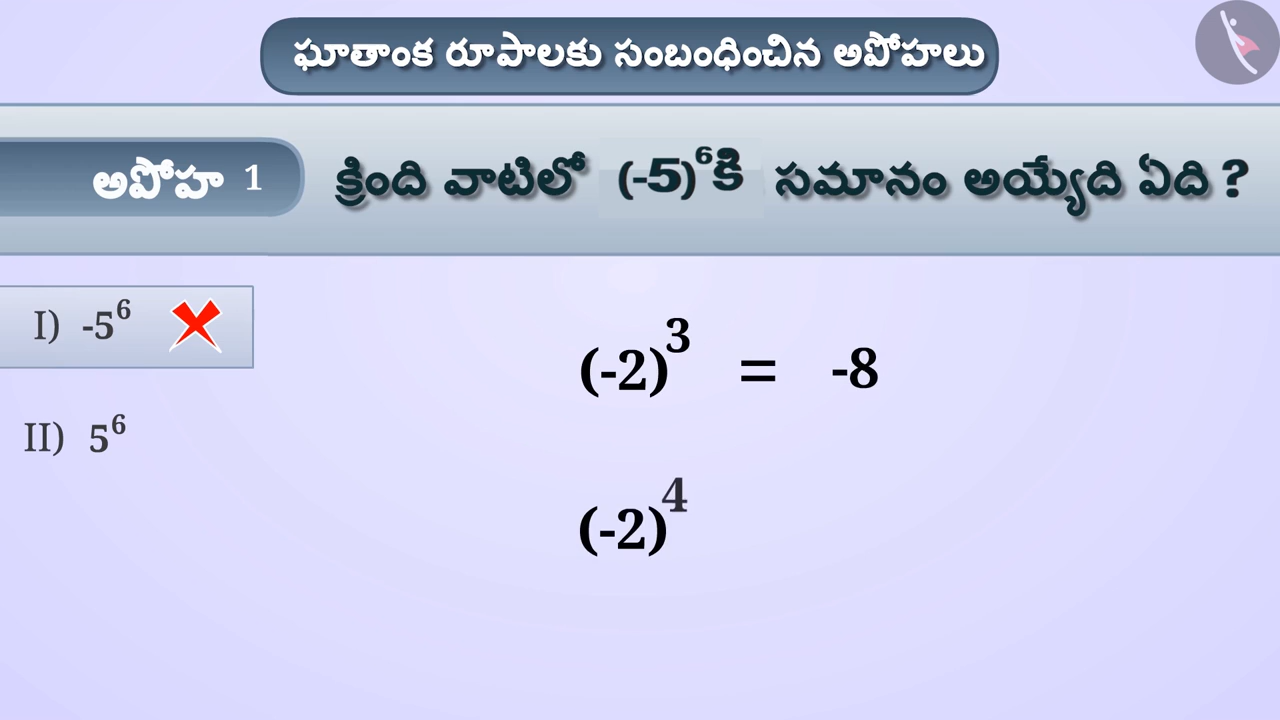 ఘాతాంక రూపాలకు సంబంధించిన అపోహలు
అపోహ 1
క్రింది వాటిలో (-5)⁶కి సమానం అయ్యేది ఏది ?
I) -5⁶
II) 5⁶
(-2)³ = -8
(-2)⁴